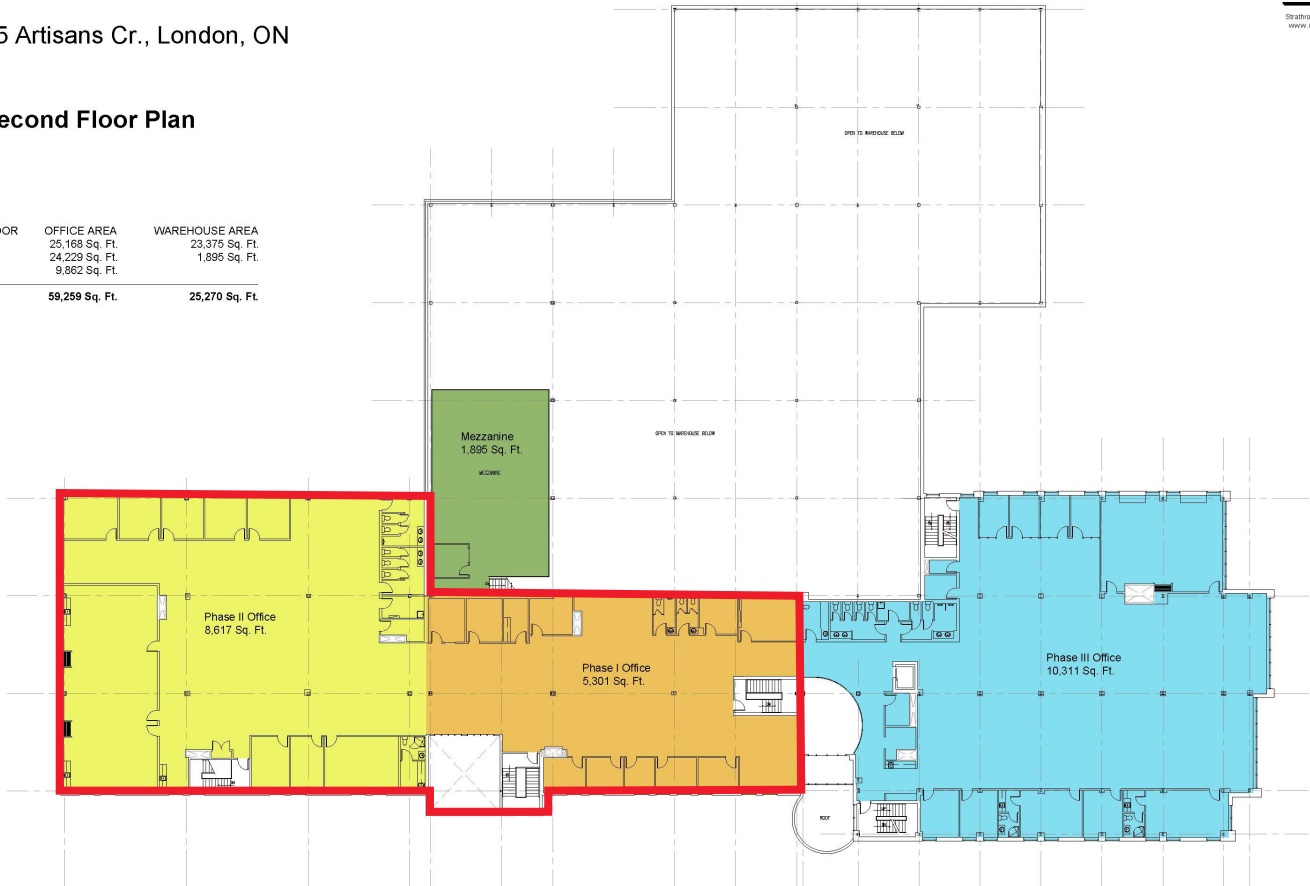 5 Artisans Cr., London, ON
Strathro
www.
econd Floor Plan
OOR OFFICE AREA WAREHOUSE AREA
25,168 Sq. Ft. 23,375 Sq. Ft.
24,229 Sq. Ft. 1,895 Sq. Ft.
9,862 Sq. Ft.
59,259 Sq. Ft. 25,270 Sq. Ft.
OPEN TO WAREHOUSE BELOW
Mezzanine
1,895 Sq. Ft.
MEZZANINE
OPEN TO WAREHOUSE BELOW
Phase II Office
8,617 Sq. Ft.
Phase I Office
5,301 Sq. Ft.
Phase III Office
10,311 Sq. Ft.
ROOF